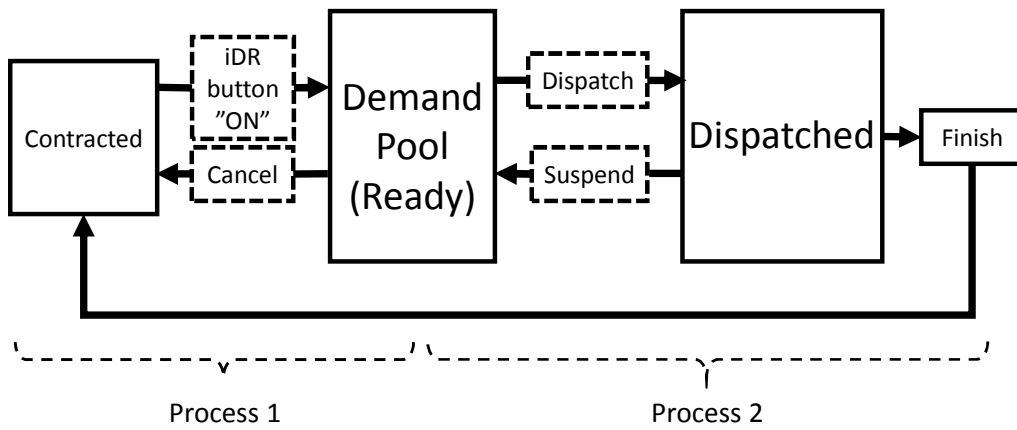 Contracted
iDR
button
”ON”
Cancel
Demand
Pool
(Ready)
Dispatch
Suspend
Dispatched
Finish
Process 1
Process 2